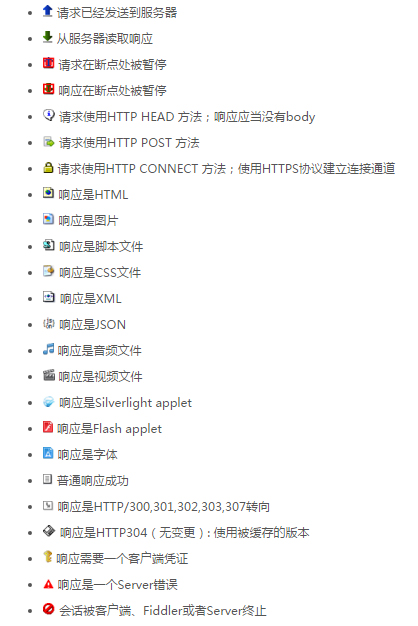 请求已经发送到服务器
从服务器读取响应
请求在断点处被暂停
响应在断点处被暂停
请求使用HTTP HEAD 方法；响应应当没有body
请求使用HTTP POST 方法
请求使用HTTP CONNECT 方法；使用HTTPS协议建立连接通道
响应是HTML
响应是图片
响应是脚本文件
响应是CSS文件
响应是XML
响应是JSON
响应是音频文件
响应是视频文件
响应是Silverlight applet
响应是Flash applet
响应是字体
普通响应成功
响应是HTTP/300,301,302,303,307转向
响应是HTTP304（无变更）: 使用被缓存的版本
响应需要一个客户端凭证
响应是一个Server错误
会话被客户端、Fiddler或者Server终止